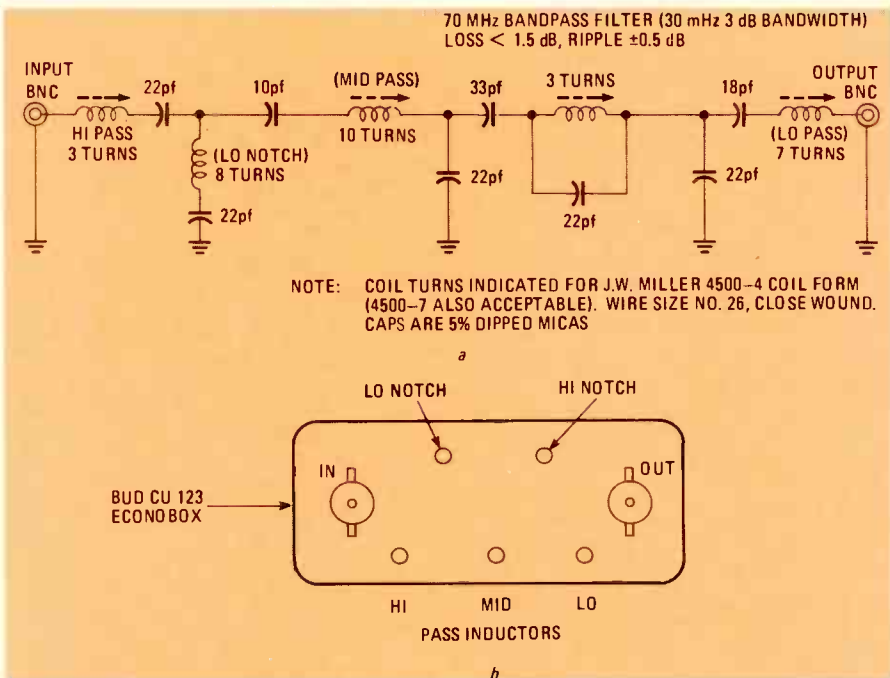 70 MHz BANDPASS FILTER (30 mHz 3 dB BANDWIDTH)
LOSS < 1.5 dB, RIPPLE ±0.5 dB
INPUT
BNC
22pf
10pf
(MID PASS)
33pf
3 TURNS
18pf
OUTPUT
BNC
HI PASS
3 TURNS
10 TURNS
(LO PASS)
7 TURNS
(LO NOTCH)
8 TURNS
22pf
22pf
22pf
22pf
NOTE: COIL TURNS INDICATED FOR J.W. MILLER 4500-4 COIL FORM
(4500-7 ALSO ACCEPTABLE). WIRE SIZE NO. 26, CLOSE WOUND.
CAPS ARE 5% DIPPED MICAS
a
LO NOTCH
HI NOTCH
IN
OUT
BUD CU 123
ECONOBOX
HI
MID
LO
PASS INDUCTORS
b